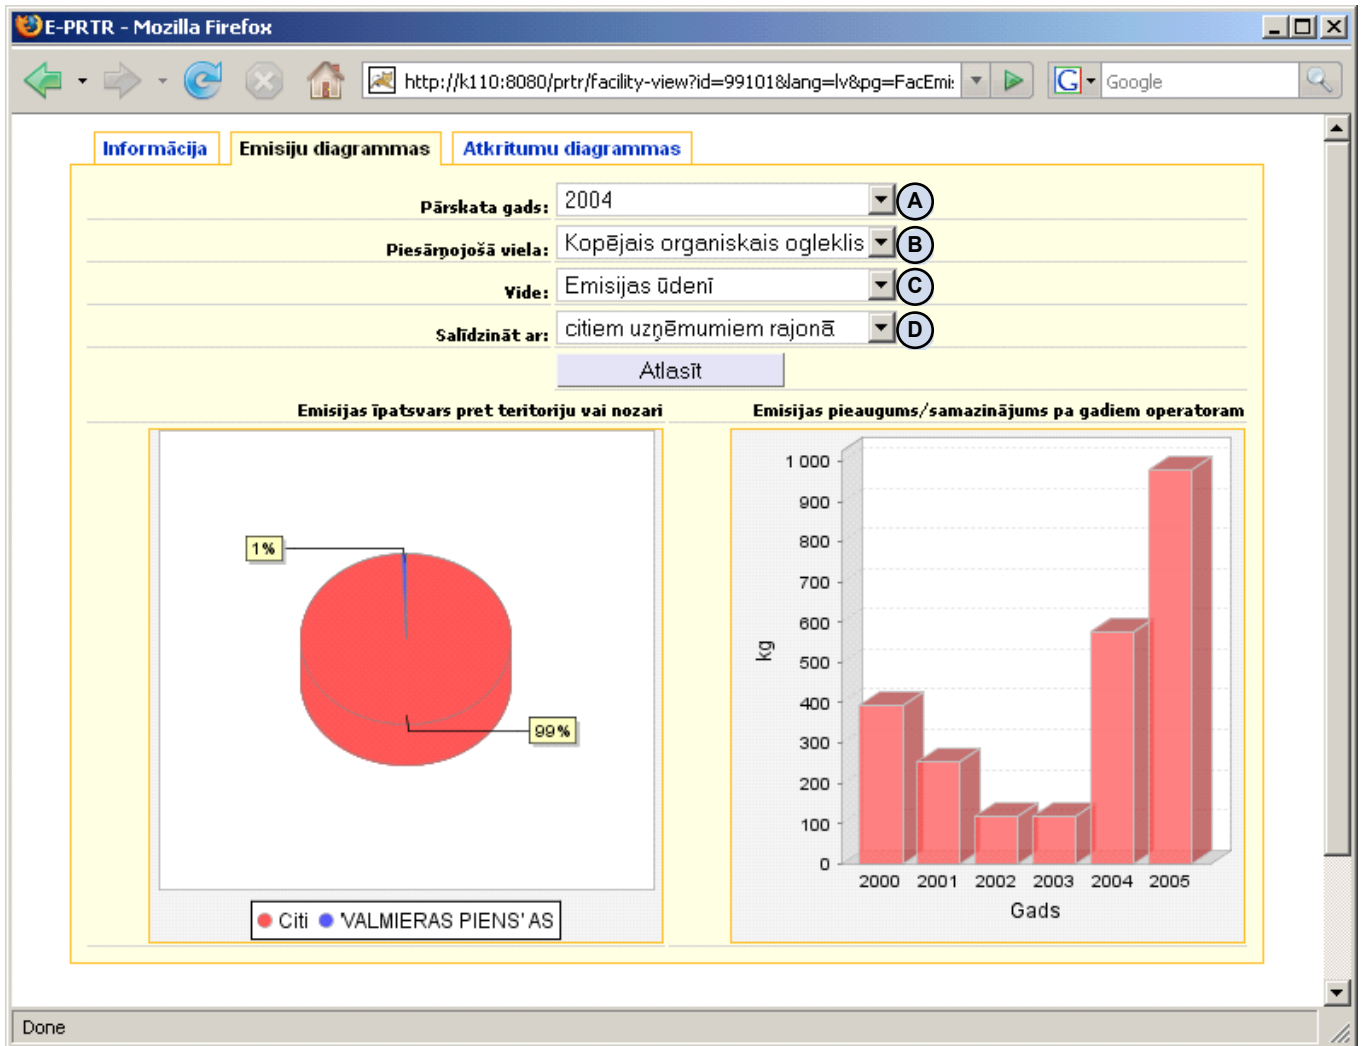 E-PRTR - Mozilla Firefox
http://k110:8080/prtr/facility-view?id=99101&lang=lv&pg=FacEmi:
G Google
Informācija Emisiju diagrammas Atkritumu diagrammas
Pārskata gads: 2004 A
Piesārņojošā viela: Kopējais organiskais ogleklis B
Vide: Emisijas ūdenī C
Salīdzināt ar: citiem uzņēmumiem rajonā D
Atlasīt
Emisijas īpatsvars pret teritoriju vai nozari
1%
99%
Citi 'VALMIERAS PIENS' AS
Emisijas pieaugums/samazinājums pa gadiem operatoram
1 000
900
800
700
600
500
400
300
200
100
0
kg
2000 2001 2002 2003 2004 2005
Gads
Done